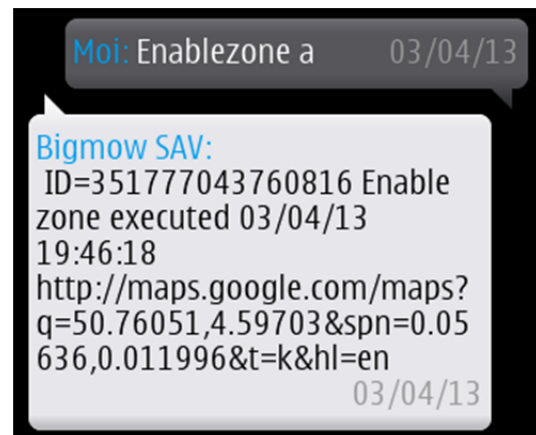 Moi: Enablezone a 03/04/13
Bigmow SAV:
ID=351777043760816 Enable
zone executed 03/04/13
19:46:18
http://maps.google.com/maps?
q=50.76051,4.59703&spn=0.05
636,0.011996&t=k&hl=en
03/04/13